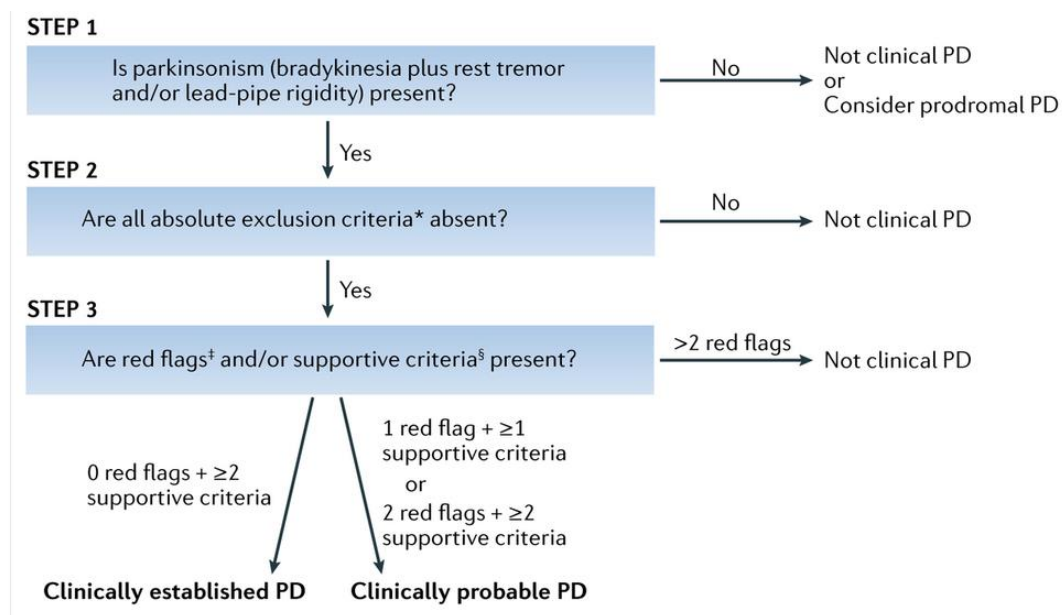 STEP 1
Is parkinsonism (bradykinesia plus rest tremor
and/or lead-pipe rigidity) present?
No
Not clinical PD
or
Consider prodromal PD
Yes
STEP 2
Are all absolute exclusion criteria* absent?
No
Not clinical PD
Yes
STEP 3
Are red flags‡ and/or supportive criteria§ present?
>2 red flags
Not clinical PD
0 red flags + ≥2
supportive criteria
1 red flag + ≥1
supportive criteria
or
2 red flags + ≥2
supportive criteria
Clinically established PD
Clinically probable PD